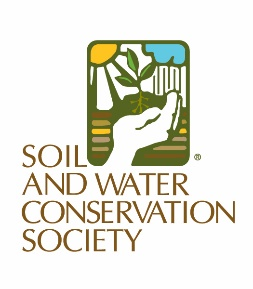 SOIL ®
AND WATER
CONSERVATION
SOCIETY